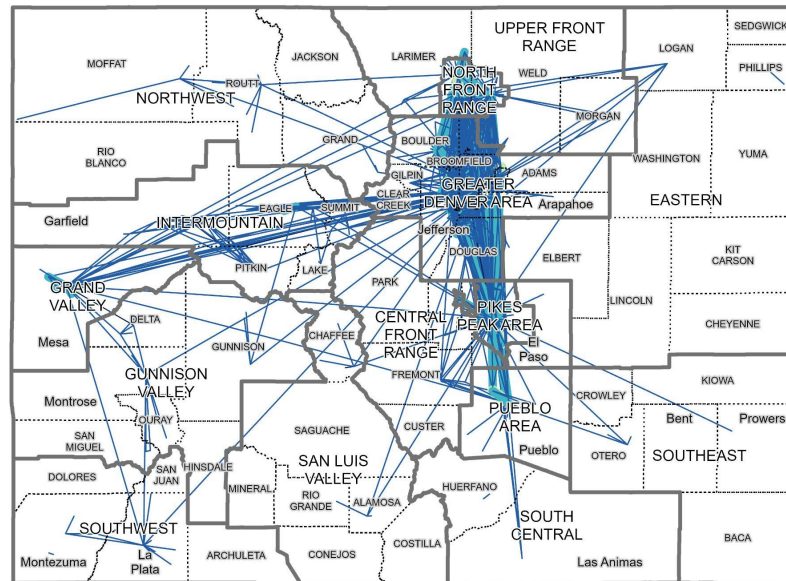 UPPER FRONT
RANGE
SEDGWICK
JACKSON
LARIMER
LOGAN
MOFFAT
NORTH
FRONT
RANGE
WELD
PHILLIPS
ROUTT
NORTHWEST
MORGAN
GRAND
BOULDER
RIO
BLANCO
BROOMFIELD
WASHINGTON
YUMA
GILPIN
ADAMS
GREATER
DENVER AREA
CLEAR
CREEK
EAGLE
SUMMIT
Arapahoe
EASTERN
Garfield
INTERMOUNTAIN
Jefferson
DOUGLAS
ELBERT
KIT
CARSON
PITKIN
LAKE
PARK
GRAND
VALLEY
LINCOLN
PIKES
PEAK AREA
DELTA
CENTRAL
FRONT
RANGE
CHEYENNE
Mesa
GUNNISON
CHAFFEE
El
Paso
GUNNISON
VALLEY
FREMONT
KIOWA
CROWLEY
Montrose
PUEBLO
AREA
Bent
Prowers
OURAY
CUSTER
SAGUACHE
SAN
MIGUEL
Pueblo
OTERO
SOUTHEAST
DOLORES
SAN
JUAN
HINSDALE
SAN LUIS
VALLEY
MINERAL
RIO
GRANDE
ALAMOSA
HUERFANO
SOUTHWEST
SOUTH
CENTRAL
BACA
Montezuma
La
Plata
ARCHULETA
CONEJOS
COSTILLA
Las Animas